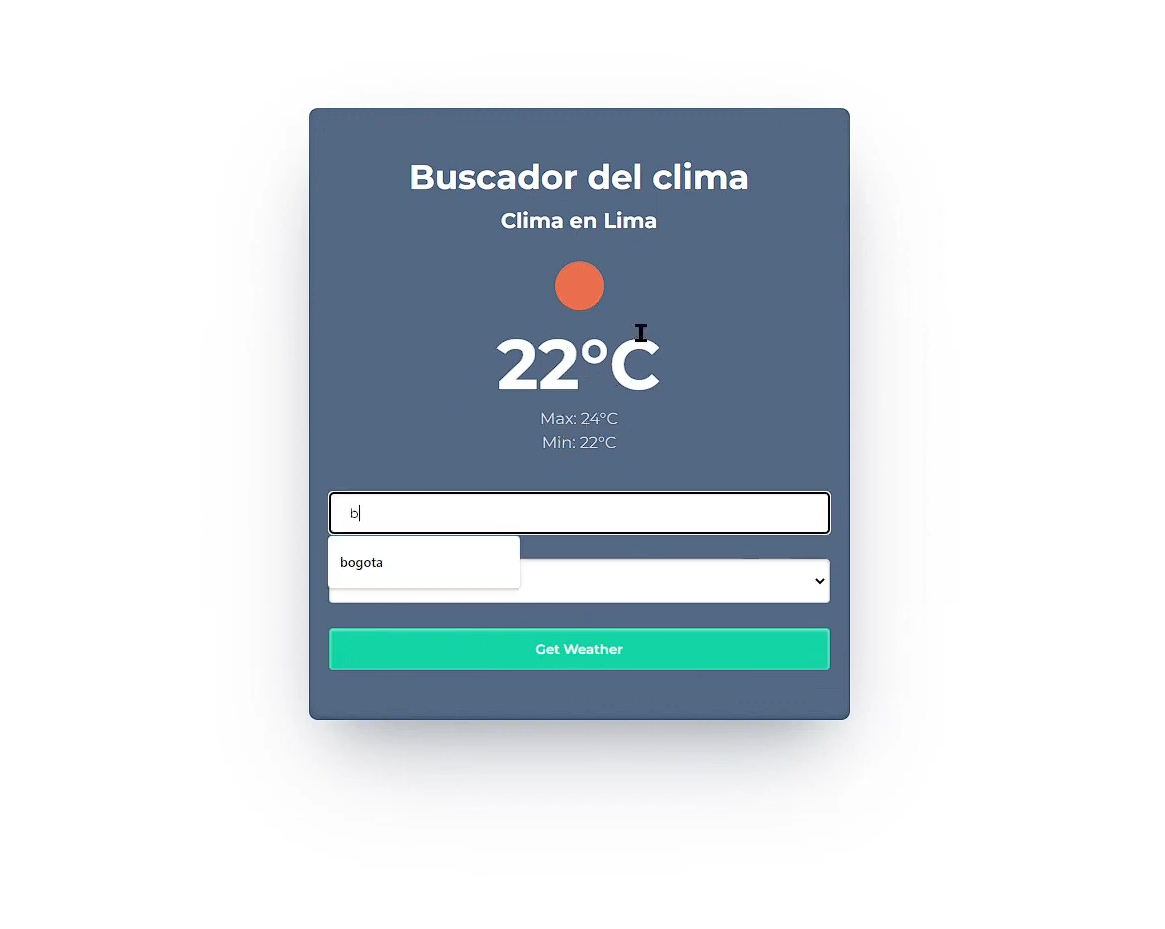 Buscador del clima
Clima en Lima
22°C
Max: 24°C
Min: 22°C
b
bogota
Get Weather